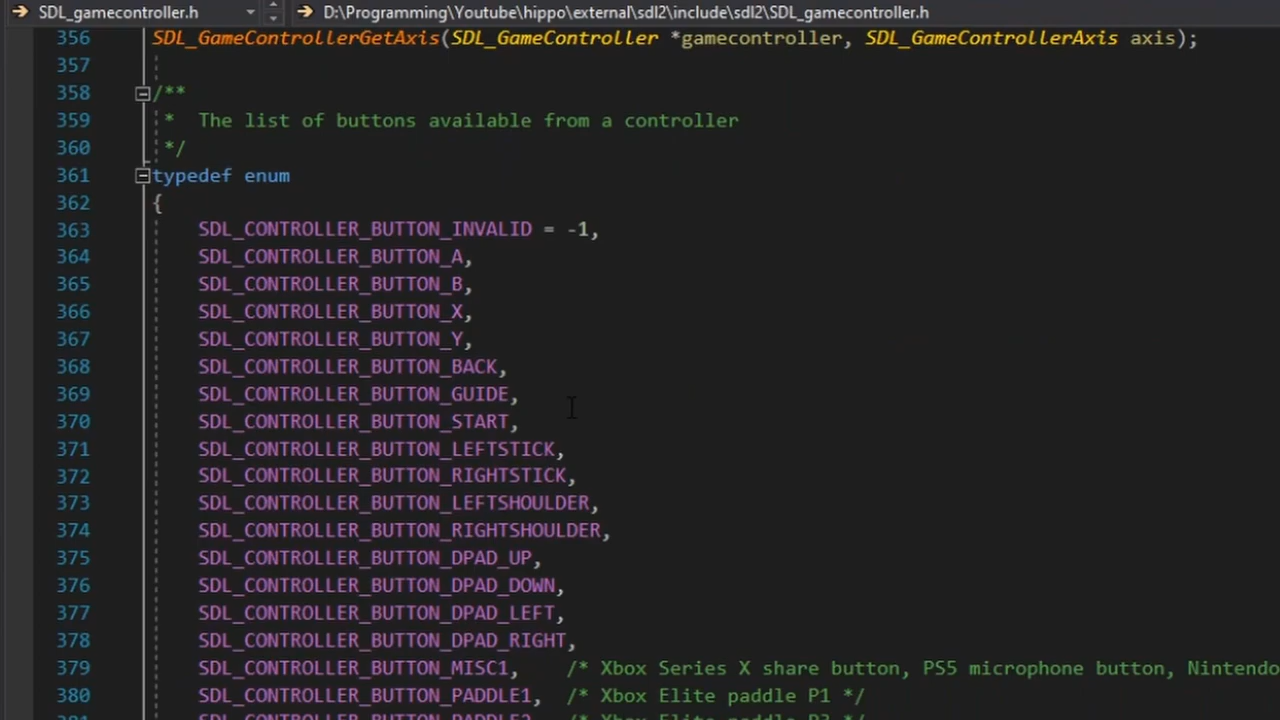 SDL_gamecontroller.h D:\Programming\Youtube\hippo\external\sdl2\include\sdl2\SDL_gamecontroller.h
356 SDL_GameControllerGetAxis(SDL_GameController *gamecontroller, SDL_GameControllerAxis axis);
357
358 /**
359 * The list of buttons available from a controller
360 */
361 typedef enum
362 {
363 SDL_CONTROLLER_BUTTON_INVALID = -1,
364 SDL_CONTROLLER_BUTTON_A,
365 SDL_CONTROLLER_BUTTON_B,
366 SDL_CONTROLLER_BUTTON_X,
367 SDL_CONTROLLER_BUTTON_Y,
368 SDL_CONTROLLER_BUTTON_BACK,
369 SDL_CONTROLLER_BUTTON_GUIDE,
370 SDL_CONTROLLER_BUTTON_START,
371 SDL_CONTROLLER_BUTTON_LEFTSTICK,
372 SDL_CONTROLLER_BUTTON_RIGHTSTICK,
373 SDL_CONTROLLER_BUTTON_LEFTSHOULDER,
374 SDL_CONTROLLER_BUTTON_RIGHTSHOULDER,
375 SDL_CONTROLLER_BUTTON_DPAD_UP,
376 SDL_CONTROLLER_BUTTON_DPAD_DOWN,
377 SDL_CONTROLLER_BUTTON_DPAD_LEFT,
378 SDL_CONTROLLER_BUTTON_DPAD_RIGHT,
379 SDL_CONTROLLER_BUTTON_MISC1, /* Xbox Series X share button, PS5 microphone button, Nintendo
380 SDL_CONTROLLER_BUTTON_PADDLE1, /* Xbox Elite paddle P1 */